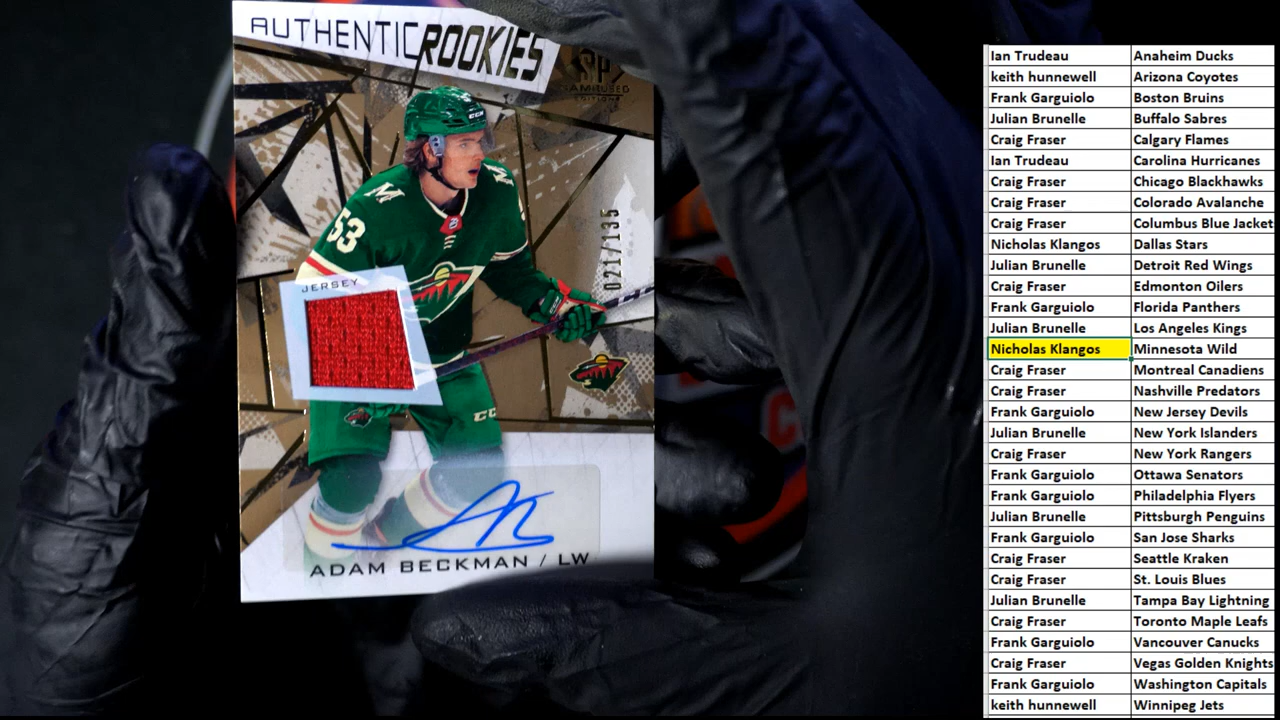 AUTHENTIC ROOKIES
SP
GAME USED
EDITION
CCM
53
021/135
JERSEY
CC
ADAM BECKMAN / LW
Ian Trudeau Anaheim Ducks
keith hunnewell Arizona Coyotes
Frank Garguiolo Boston Bruins
Julian Brunelle Buffalo Sabres
Craig Fraser Calgary Flames
Ian Trudeau Carolina Hurricanes
Craig Fraser Chicago Blackhawks
Craig Fraser Colorado Avalanche
Craig Fraser Columbus Blue Jacket
Nicholas Klangos Dallas Stars
Julian Brunelle Detroit Red Wings
Craig Fraser Edmonton Oilers
Frank Garguiolo Florida Panthers
Julian Brunelle Los Angeles Kings
Nicholas Klangos Minnesota Wild
Craig Fraser Montreal Canadiens
Craig Fraser Nashville Predators
Frank Garguiolo New Jersey Devils
Julian Brunelle New York Islanders
Craig Fraser New York Rangers
Frank Garguiolo Ottawa Senators
Frank Garguiolo Philadelphia Flyers
Julian Brunelle Pittsburgh Penguins
Frank Garguiolo San Jose Sharks
Craig Fraser Seattle Kraken
Craig Fraser St. Louis Blues
Julian Brunelle Tampa Bay Lightning
Craig Fraser Toronto Maple Leafs
Frank Garguiolo Vancouver Canucks
Craig Fraser Vegas Golden Knights
Frank Garguiolo Washington Capitals
keith hunnewell Winnipeg Jets